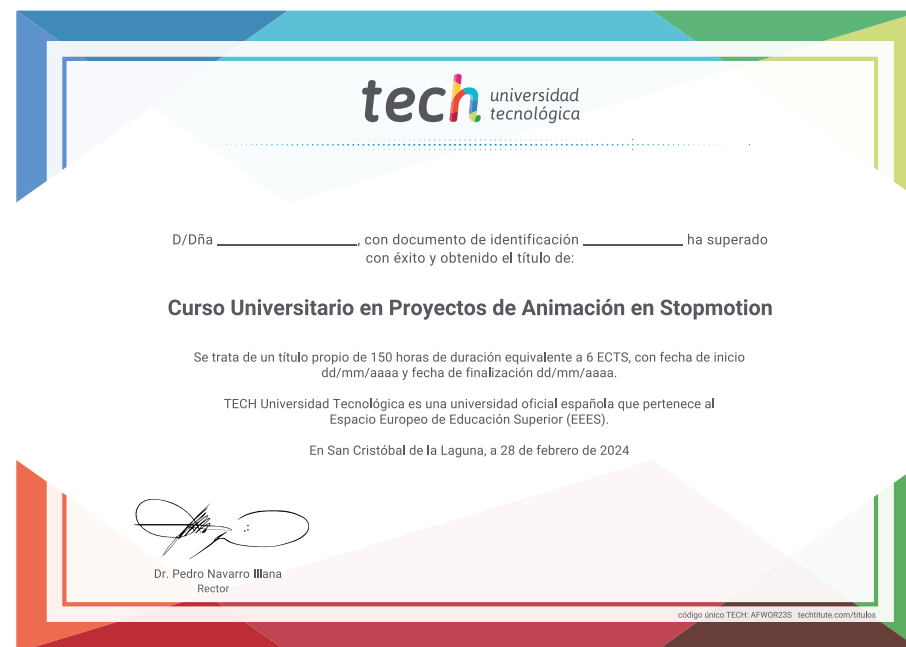 tech universidad
tecnológica
D/Dña ____________, con documento de identificación ____________ ha superado
con éxito y obtenido el título de:
Curso Universitario en Proyectos de Animación en Stopmotion
Se trata de un título propio de 150 horas de duración equivalente a 6 ECTS, con fecha de inicio
dd/mm/aaaa y fecha de finalización dd/mm/aaaa.
TECH Universidad Tecnológica es una universidad oficial española que pertenece al
Espacio Europeo de Educación Superior (EEES).
En San Cristóbal de la Laguna, a 28 de febrero de 2024
Dr. Pedro Navarro Illana
Rector
código único TECH: AFWOR23S techtitute.com/titulos